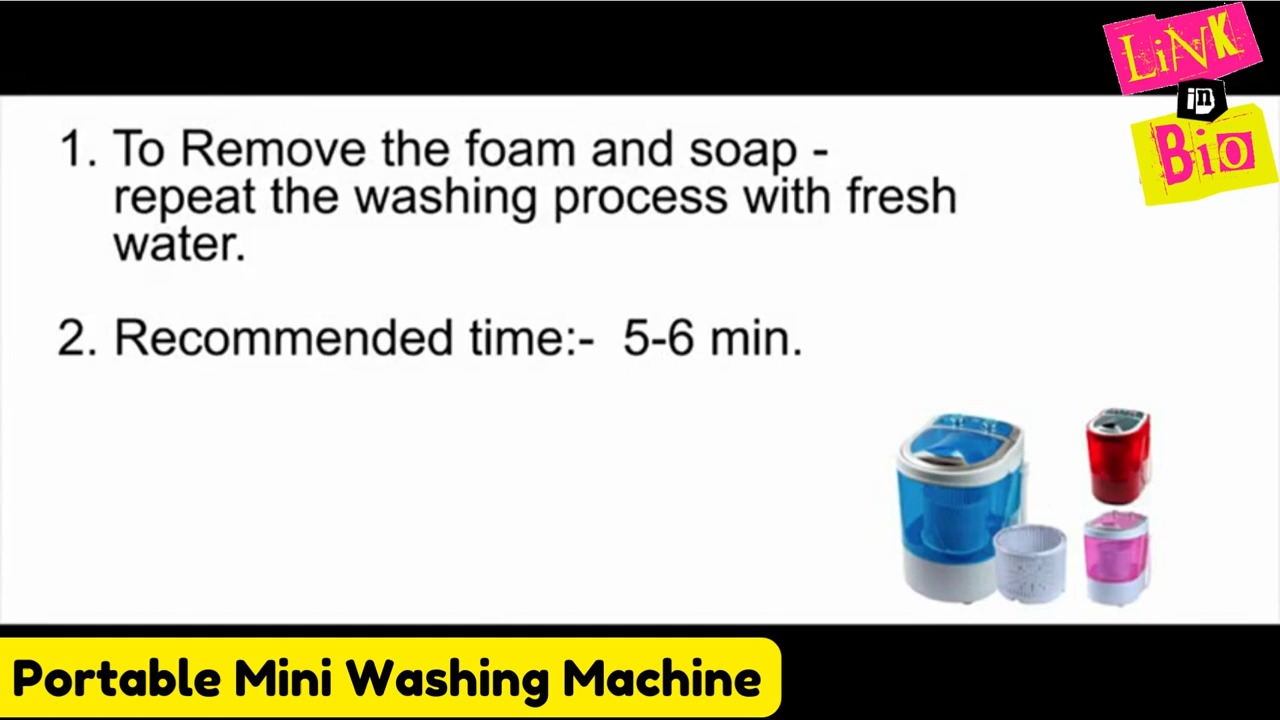 LiNK
in
Bio
1. To Remove the foam and soap -
repeat the washing process with fresh
water.
2. Recommended time:-  5-6 min.
Portable Mini Washing Machine